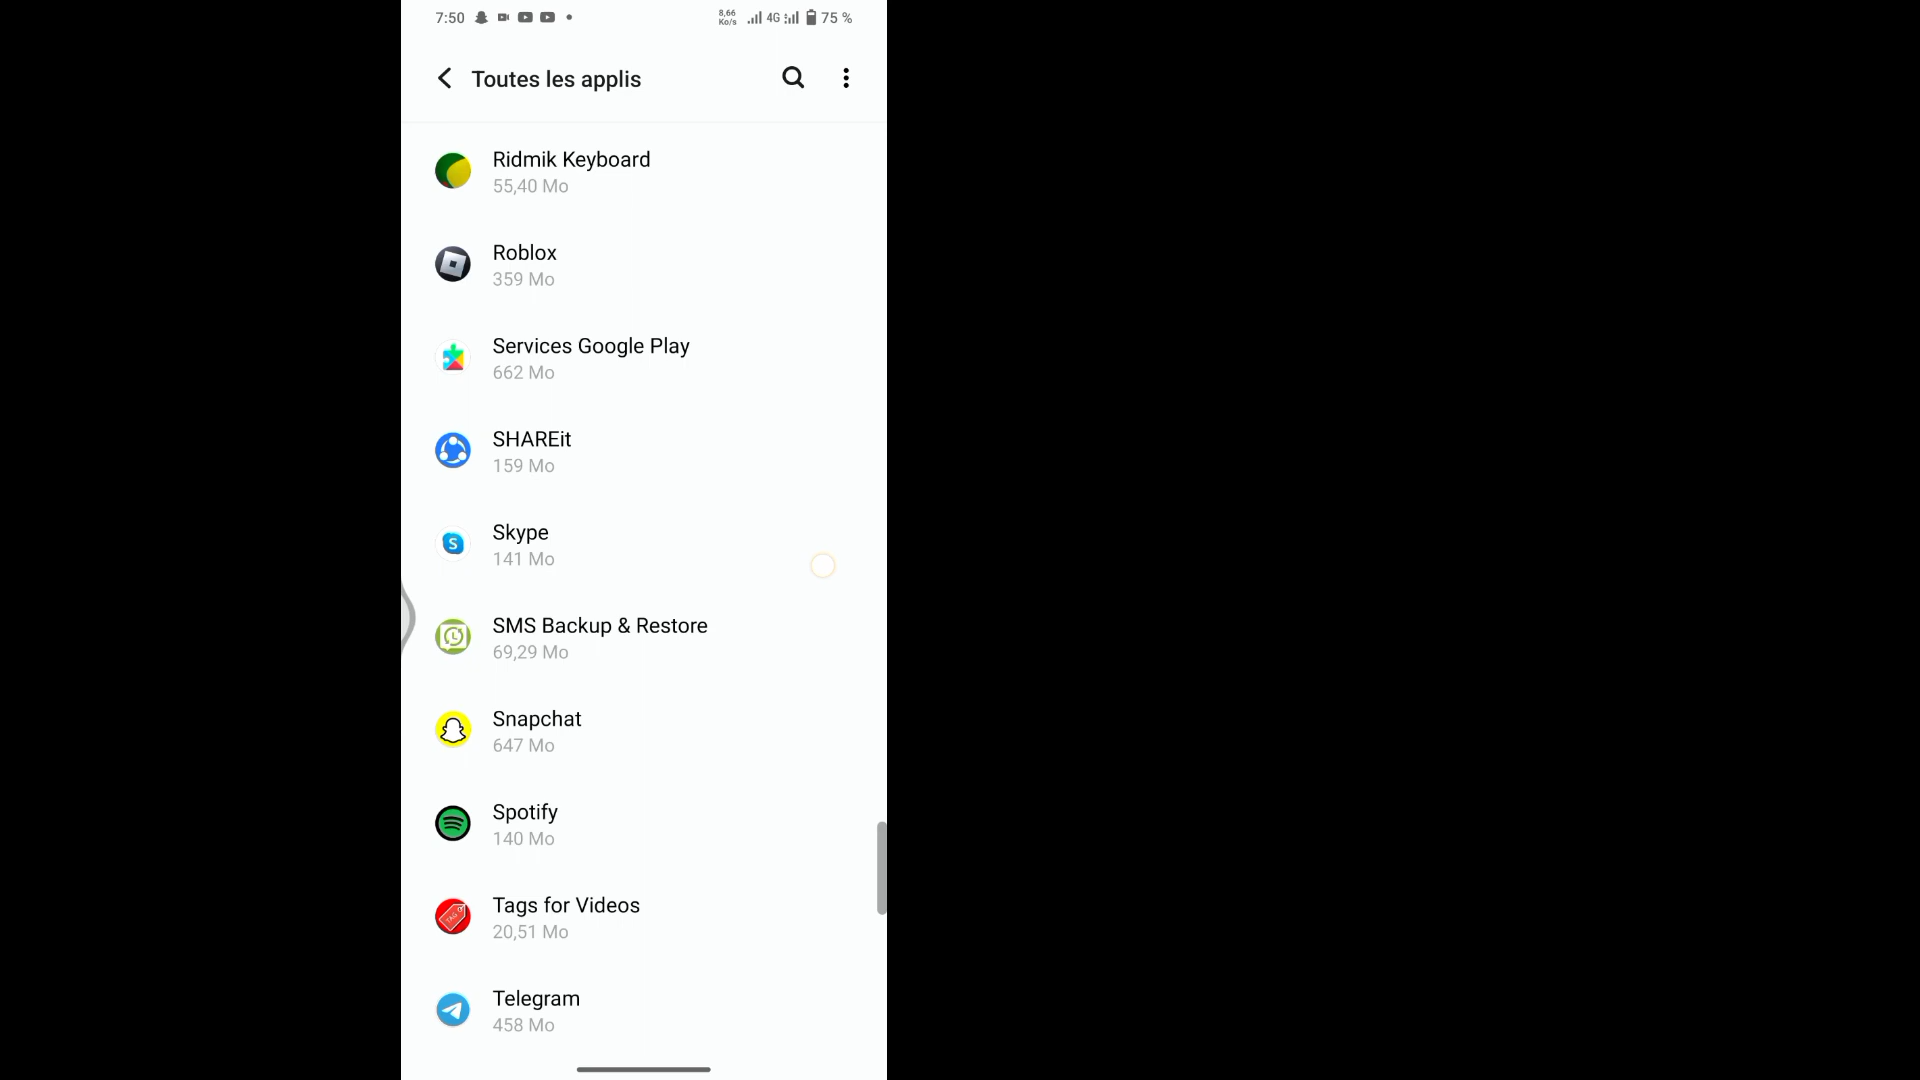 7:50
8,66
Ko/s
4G
75 %
Toutes les applis
Ridmik Keyboard
55,40 Mo
Roblox
359 Mo
Services Google Play
662 Mo
SHAREit
159 Mo
Skype
141 Mo
SMS Backup & Restore
69,29 Mo
Snapchat
647 Mo
Spotify
140 Mo
TAG
Tags for Videos
20,51 Mo
Telegram
458 Mo